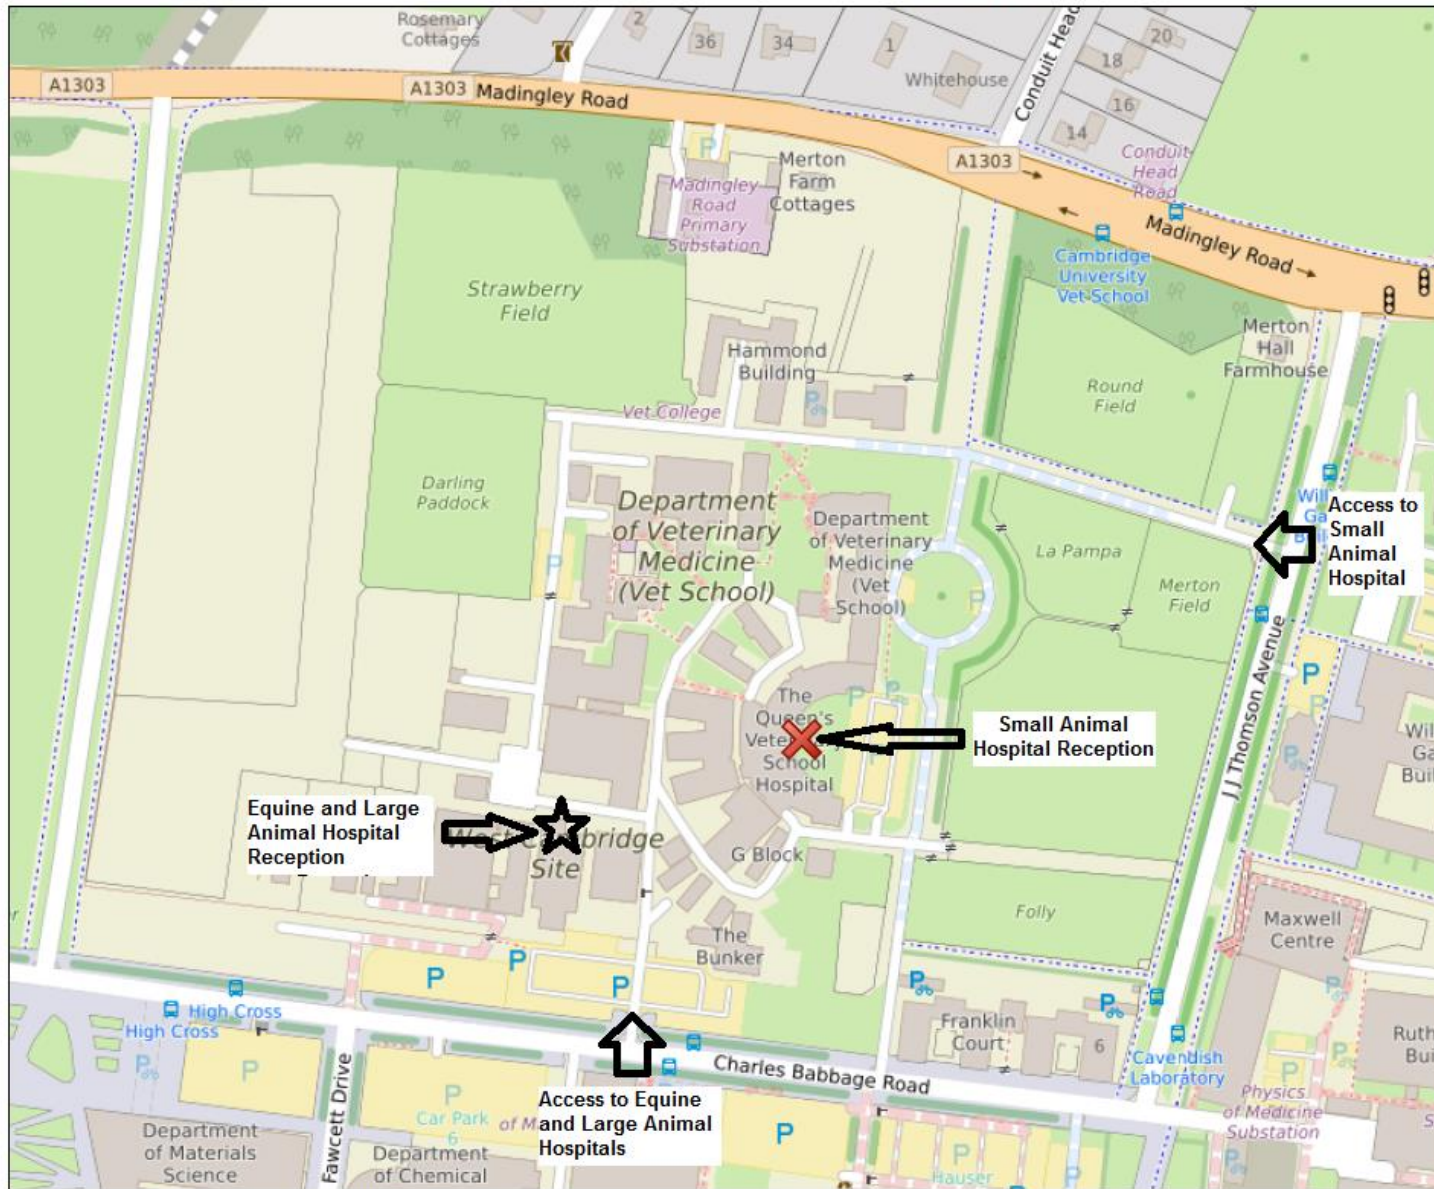 Rosemary
Cottages
2
36
34
1
Whitehouse
Conduit Head
20
18
16
14
A1303
A1303
Madingley Road
A1303
Conduit
Head
Road
Madingley Road
P
Madingley
Road
Primary
Substation
Merton
Farm
Cottages
Cambridge
University
Vet School
Strawberry
Field
Hammond
Building
Merton
Hall
Farmhouse
Round
Field
Vet College
P
Darling
Paddock
Department
of Veterinary
Medicine
(Vet School)
Department
of Veterinary
Medicine
(Vet
School)
La Pampa
Merton
Field
Access to
Small
Animal
Hospital
P
P
J J Thomson Avenue
P
P
The
Queen's
School
Hospital
P
P
Small Animal
Hospital Reception
Equine and Large
Animal Hospital
Reception
Site
G Block
Folly
The
Bunker
Maxwell
Centre
P
P
P
P
P
P
High Cross
High Cross
Franklin
Court
6
Cavendish
Laboratory
Charles Babbage Road
Physics
of Medicine
Substation
P
P
P
Car Park
6
Access to Equine
and Large Animal
Hospitals
P
P
P
P
Hauser
Fawcett Drive
Department
of Materials
Science
Department
of Chemical